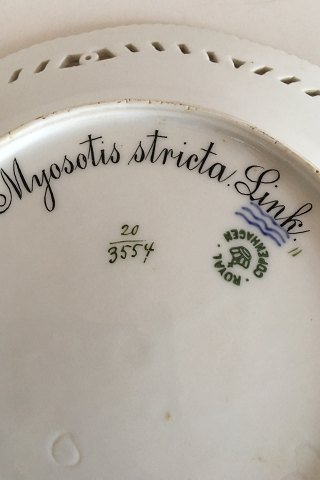 Myosotis stricta. Link.
20
3554
ROYAL COPENHAGEN